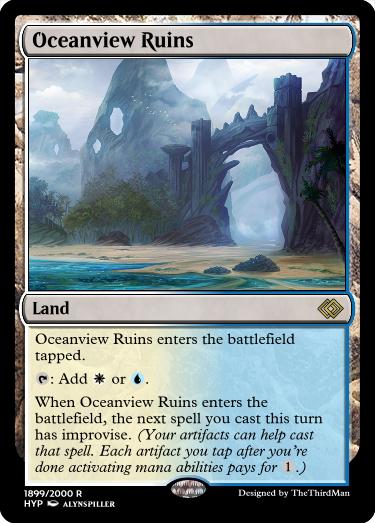 Oceanview Ruins
Land
Oceanview Ruins enters the battlefield
tapped.
: Add or .
When Oceanview Ruins enters the
battlefield, the next spell you cast this turn
has improvise. (Your artifacts can help
cast that spell. Each artifact you tap after you're
done activating mana abilities pays for 1.)
1899/2000 R
HYP ALYNSPILLER
Designed by TheThirdMan